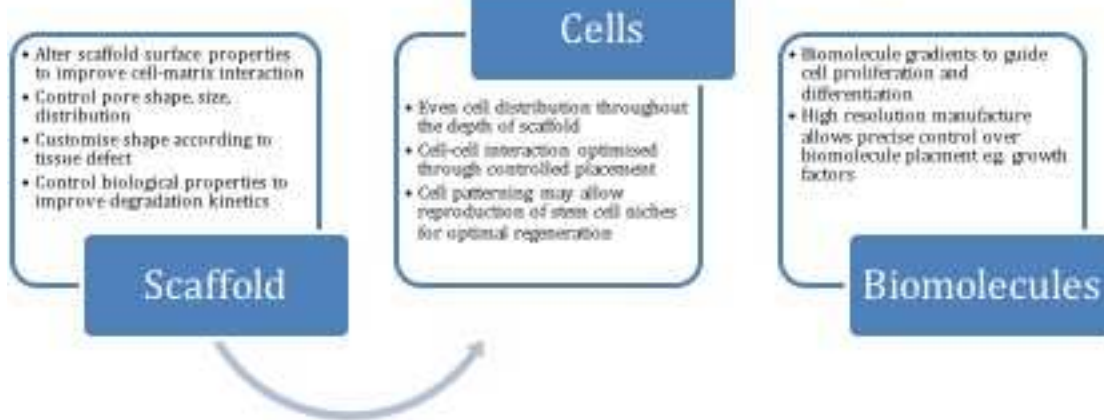 • Alter scaffold surface properties
to improve cell-matrix interaction
• Control pore shape, size,
distribution
• Customise shape according to
tissue defect
• Control biological properties to
improve degradation kinetics
Scaffold
Cells
• Even cell distribution throughout
the depth of scaffold
• Cell-cell interaction optimised
through controlled placement
• Cell patterning may allow
reproduction of stem cell niches
for optimal regeneration
• Biomolecule gradients to guide
cell proliferation and
differentiation
• High resolution manufacture
allows precise control over
biomolecule placment eg. growth
factors
Biomolecules